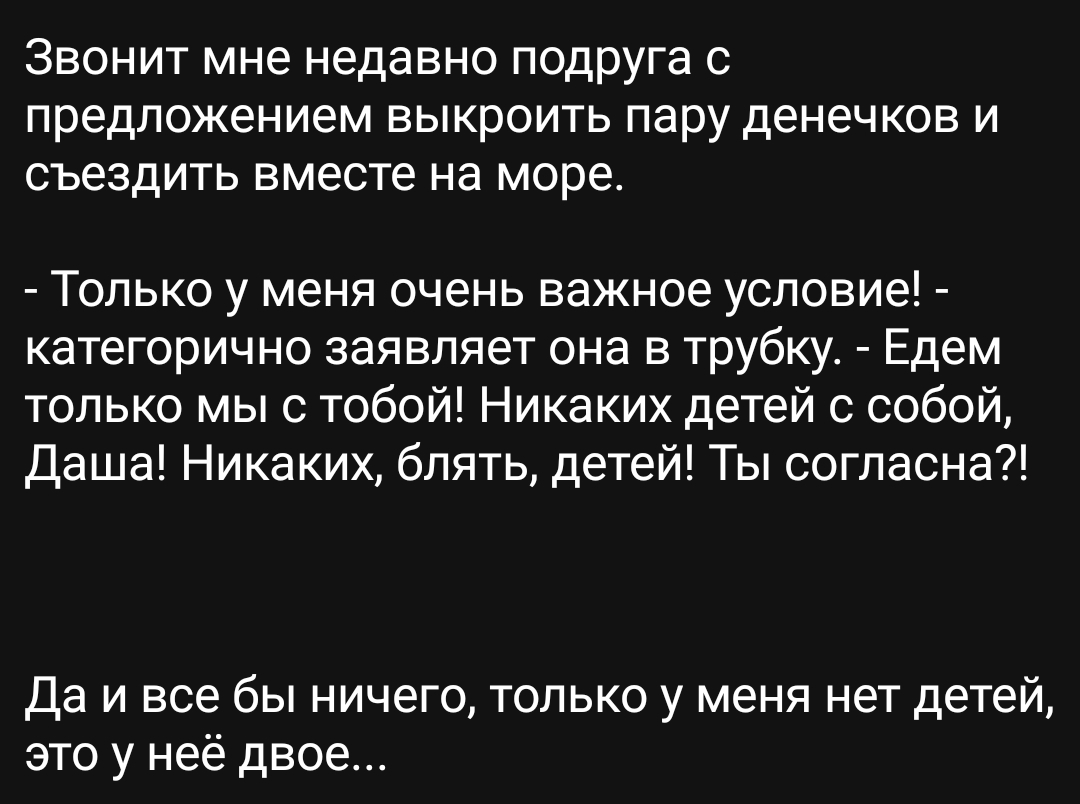 Звонит мне недавно подруга с
предложением выкроить пару денечков и
съездить вместе на море.
- Только у меня очень важное условие! -
категорично заявляет она в трубку. - Едем
только мы с тобой! Никаких детей с собой,
Даша! Никаких, блять, детей! Ты согласна?!
Да и все бы ничего, только у меня нет детей,
это у неё двое...